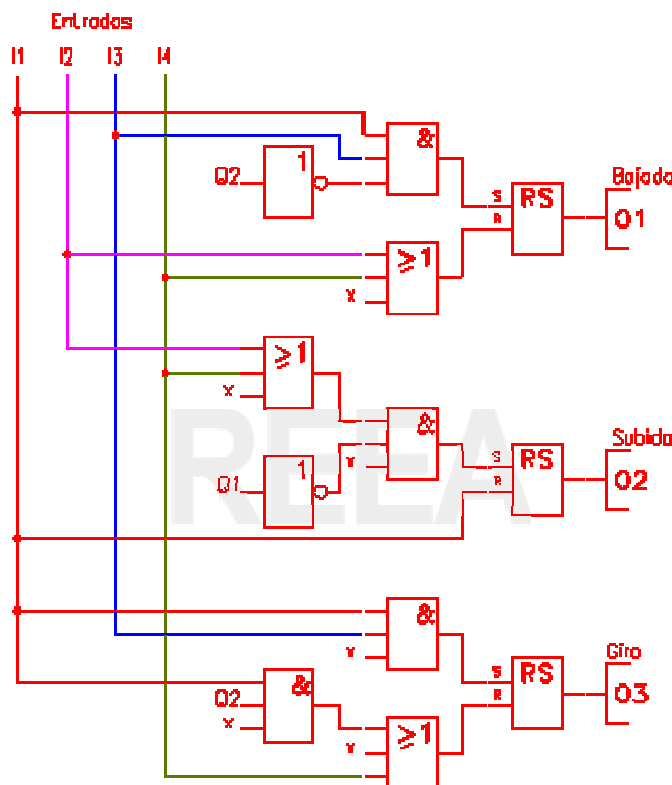 Entradas
I1 I2 I3 I4
&
Q2
1
Bajada
S
R
RS
O1
≥1
x
≥1
x
&
Subida
S
R
RS
O2
x
Q1
1
REEA
&
x
Giro
S
R
RS
O3
&
Q2
x
≥1
x